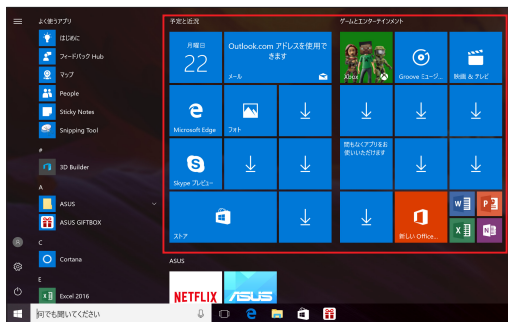 よく使うアプリ
はじめに
フィードバック Hub
マップ
People
Sticky Notes
Snipping Tool
#
3D Builder
A
ASUS
ASUS GIFTBOX
C
Cortana
E
Excel 2016
何でも聞いてください
予定と近況
月曜日
22
Outlook.com アドレスを使用で
きます
メール
Microsoft Edge
フォト
Skype プレビュー
ストア
ASUS
NETFLIX
ASUS
ゲームとエンターテインメント
Xbox
Groove ミュージ...
映画 & テレビ
間もなくアプリをお
使いいただけます
新しい Office...